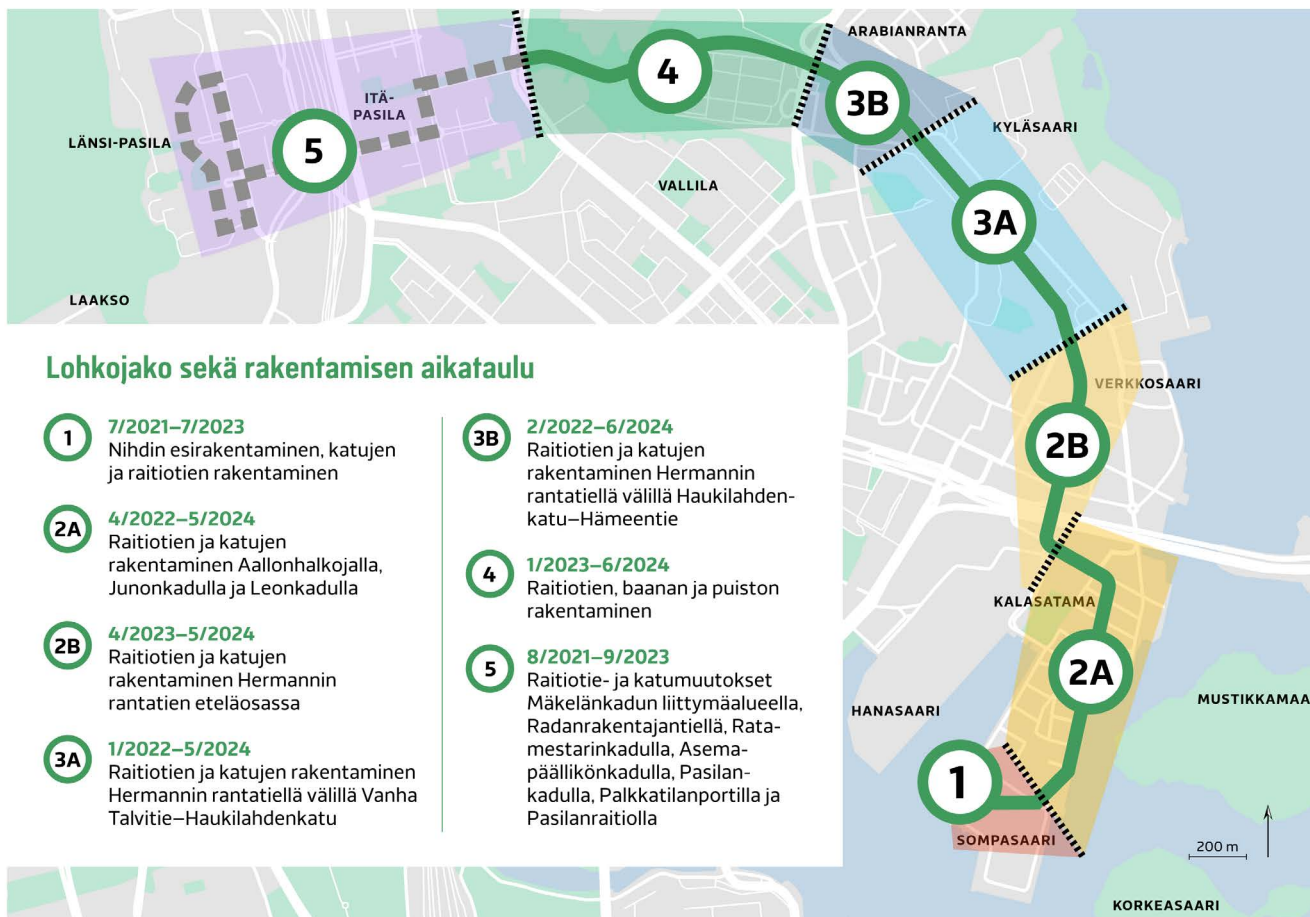 ARABIANRANTA
4
3B
ITÄ-
PASILA
KYLÄSAARI
LÄNSI-PASILA
5
VALLILA
3A
LAAKSO
Lohkojako sekä rakentamisen aikataulu
1
7/2021–7/2023
Nihdin esirakentaminen, katujen
ja raitiotien rakentaminen
2A
4/2022–5/2024
Raitiotien ja katujen
rakentaminen Aallonhalkojalla,
Junonkadulla ja Leonkadulla
2B
4/2023–5/2024
Raitiotien ja katujen
rakentaminen Hermannin
rantatien eteläosassa
3A
1/2022–5/2024
Raitiotien ja katujen rakentaminen
Hermannin rantatiellä välillä Vanha
Talvitie–Haukilahdenkatu
3B
2/2022–6/2024
Raitiotien ja katujen
rakentaminen Hermannin
rantatiellä välillä Haukilahden-
katu–Hämeentie
4
1/2023–6/2024
Raitiotien, baanan ja puiston
rakentaminen
5
8/2021–9/2023
Raitiotie- ja katumuutokset
Mäkelänkadun liittymäalueella,
Radanrakentajantiellä, Rata-
mestarinkadulla, Asema-
päällikönkadulla, Pasilan-
kadulla, Palkkatilanportilla ja
Pasilanraitiolla
VERKKOSAARI
2B
KALASATAMA
2A
HANASAARI
MUSTIKKAMAA
1
SOMPASAARI
200 m
KORKEASAARI